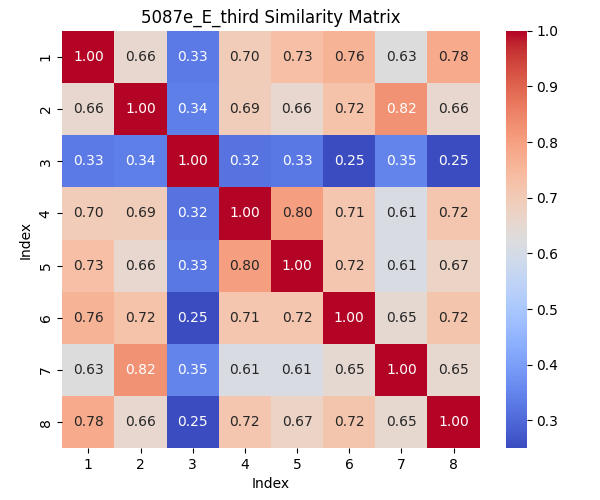 5087e_E_third Similarity Matrix
1 1.00 0.66 0.33 0.70 0.73 0.76 0.63 0.78
2 0.66 1.00 0.34 0.69 0.66 0.72 0.82 0.66
3 0.33 0.34 1.00 0.32 0.33 0.25 0.35 0.25
4 0.70 0.69 0.32 1.00 0.80 0.71 0.61 0.72
5 0.73 0.66 0.33 0.80 1.00 0.72 0.61 0.67
6 0.76 0.72 0.25 0.71 0.72 1.00 0.65 0.72
7 0.63 0.82 0.35 0.61 0.61 0.65 1.00 0.65
8 0.78 0.66 0.25 0.72 0.67 0.72 0.65 1.00
1 2 3 4 5 6 7 8
Index
Index
1.0
0.9
0.8
0.7
0.6
0.5
0.4
0.3